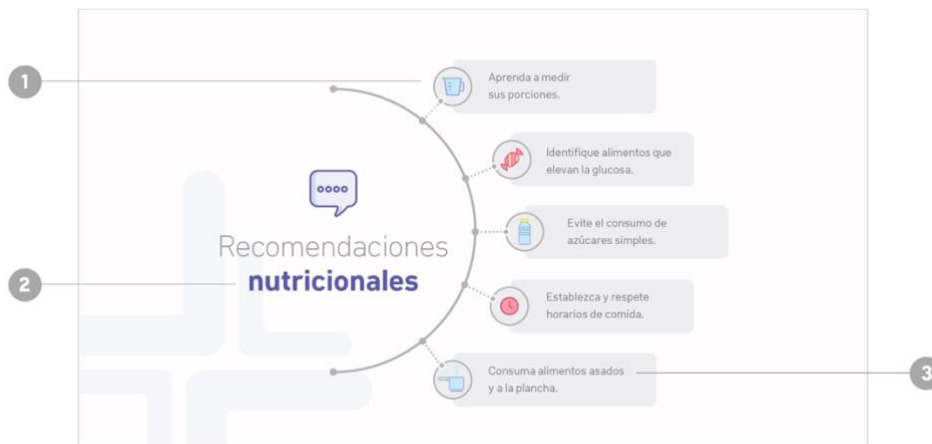 1
Aprenda a medir
sus porciones.
Identifique alimentos que
elevan la glucosa.
Recomendaciones
nutricionales
2
Evite el consumo de
azúcares simples.
Establezca y respete
horarios de comida.
Consuma alimentos asados
y a la plancha.
3